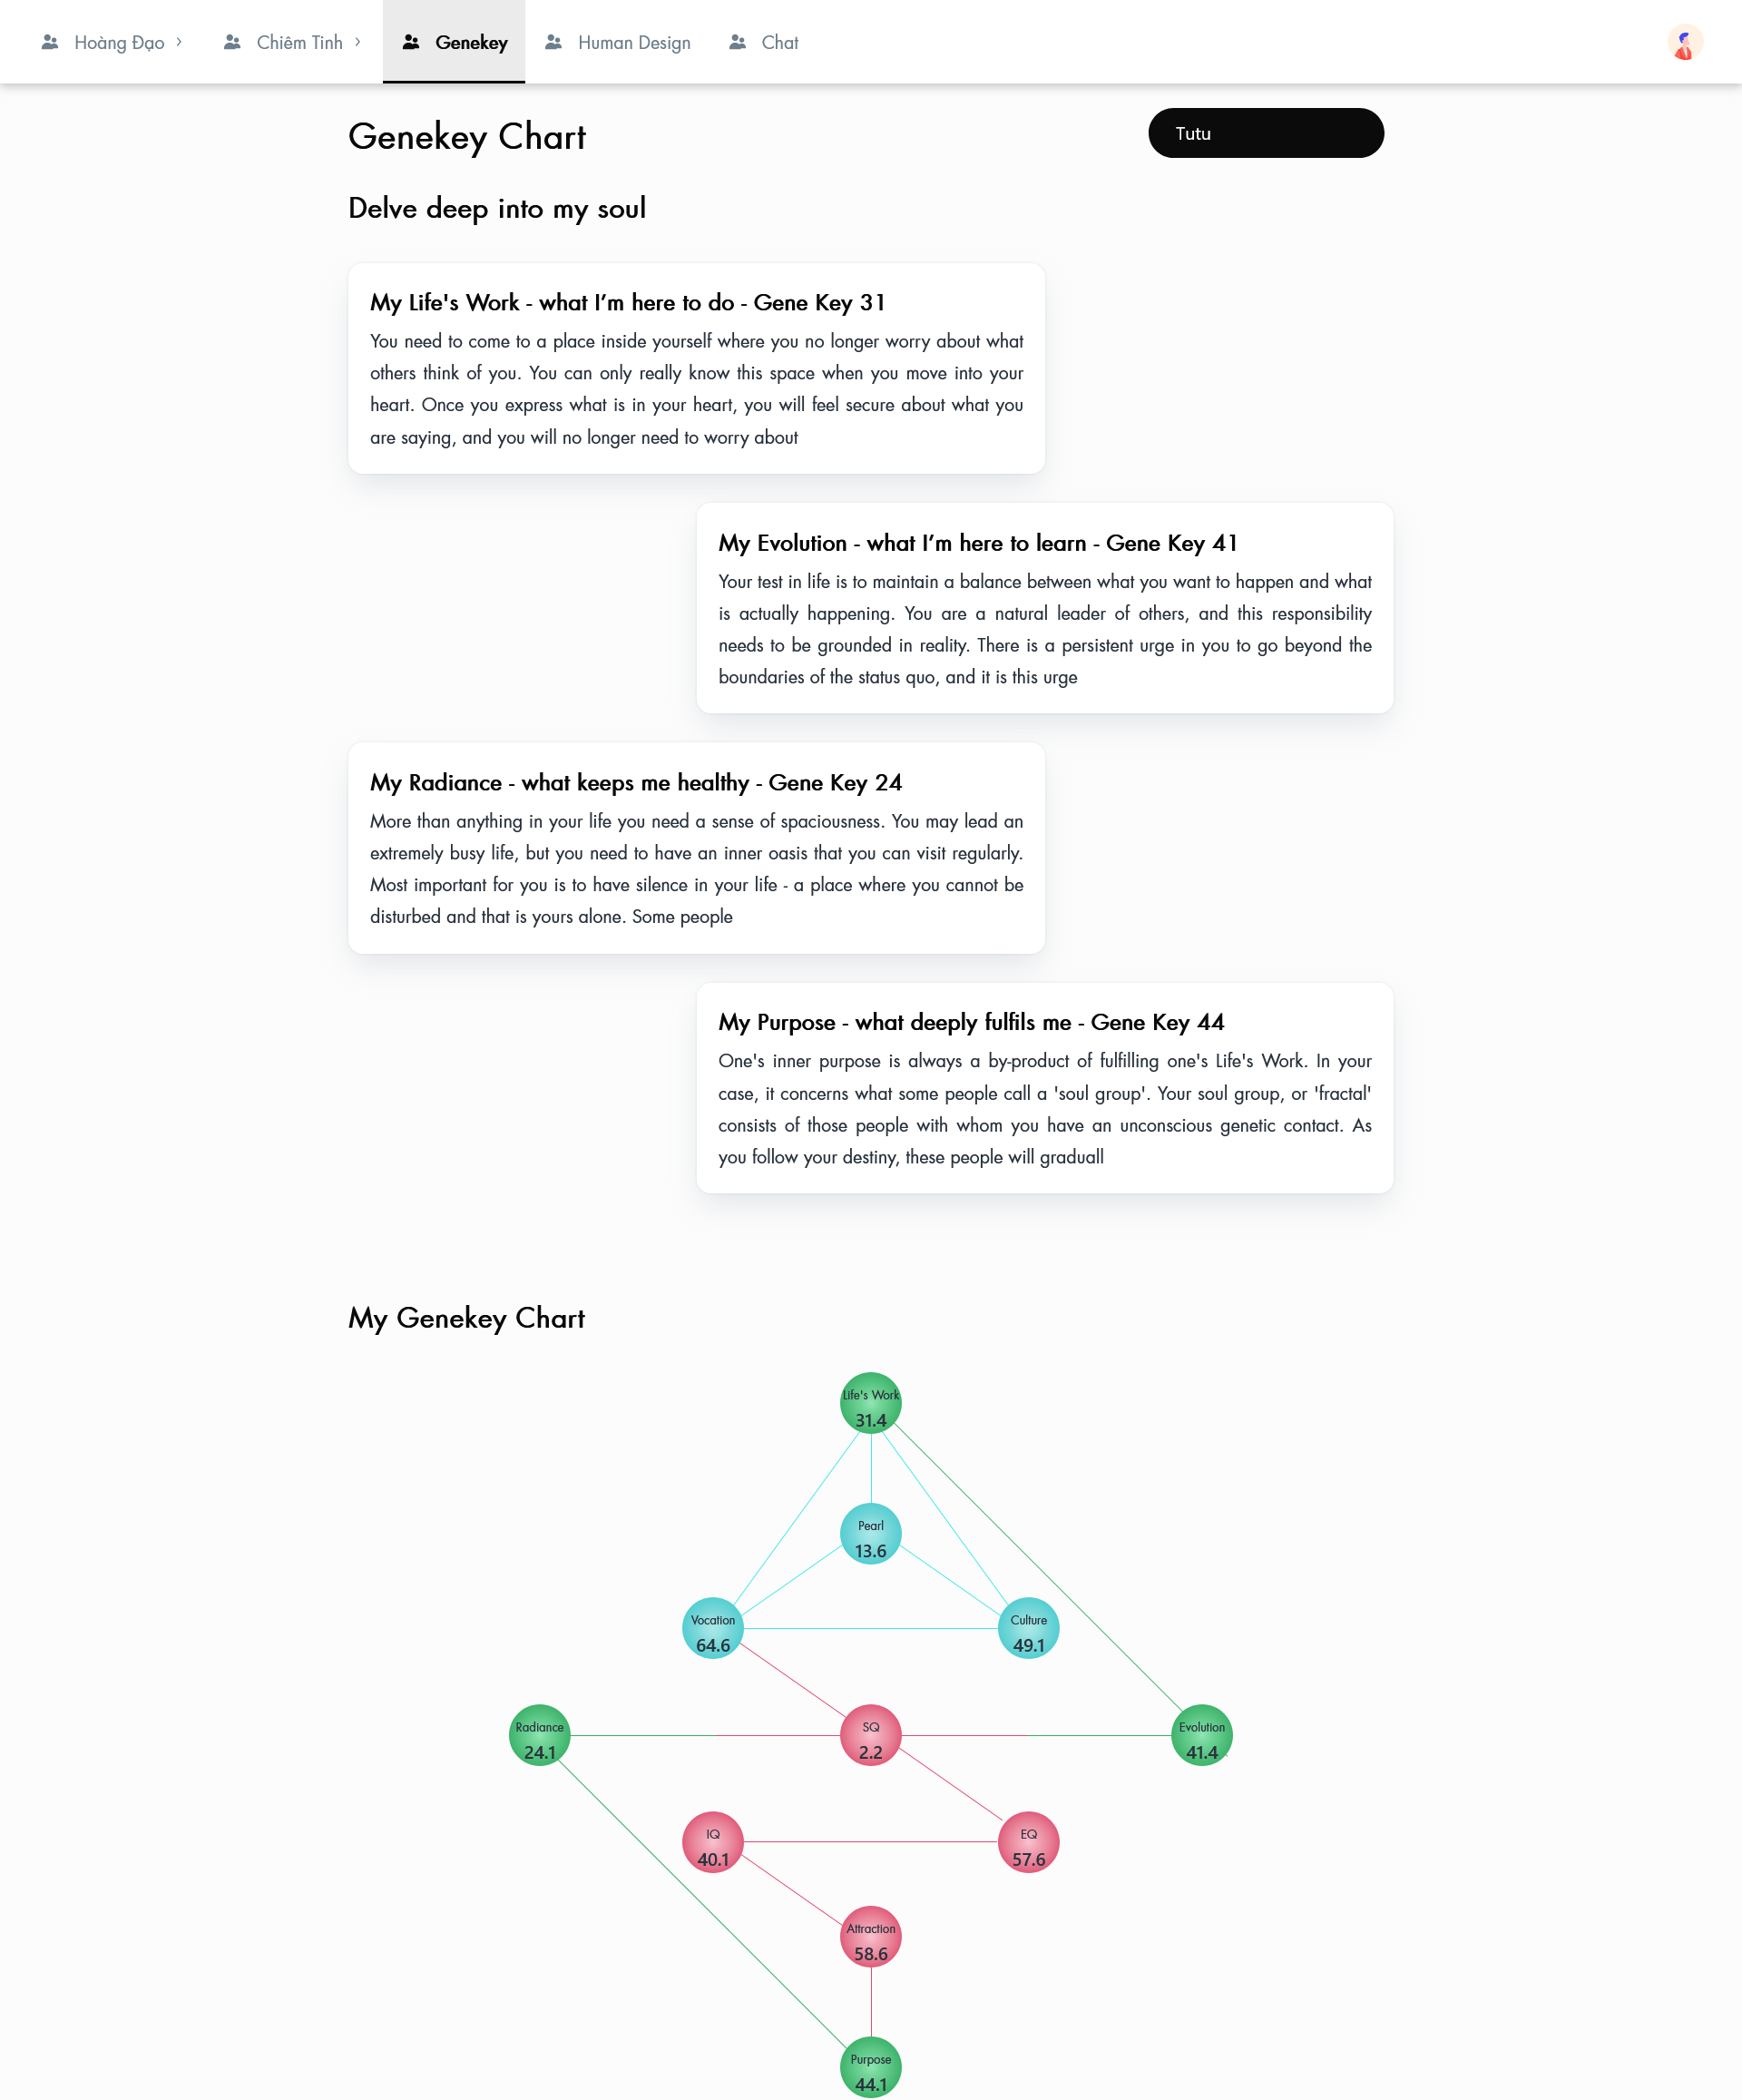 Hoàng Đạo Chiêm Tinh Genekey Human Design Chat
Genekey Chart
Tutu
Delve deep into my soul
My Life's Work - what I’m here to do - Gene Key 31
You need to come to a place inside yourself where you no longer worry about what
others think of you. You can only really know this space when you move into your
heart. Once you express what is in your heart, you will feel secure about what you
are saying, and you will no longer need to worry about
My Evolution - what I’m here to learn - Gene Key 41
Your test in life is to maintain a balance between what you want to happen and what
is actually happening. You are a natural leader of others, and this responsibility
needs to be grounded in reality. There is a persistent urge in you to go beyond the
boundaries of the status quo, and it is this urge
My Radiance - what keeps me healthy - Gene Key 24
More than anything in your life you need a sense of spaciousness. You may lead an
extremely busy life, but you need to have an inner oasis that you can visit regularly.
Most important for you is to have silence in your life - a place where you cannot be
disturbed and that is yours alone. Some people
My Purpose - what deeply fulfils me - Gene Key 44
One's inner purpose is always a by-product of fulfilling one's Life's Work. In your
case, it concerns what some people call a 'soul group'. Your soul group, or 'fractal'
consists of those people with whom you have an unconscious genetic contact. As
you follow your destiny, these people will graduall
My Genekey Chart
Life's Work
31.4
Pearl
13.6
Vocation
64.6
Culture
49.1
Radiance
24.1
SQ
2.2
Evolution
41.4
IQ
40.1
EQ
57.6
Attraction
58.6
Purpose
44.1